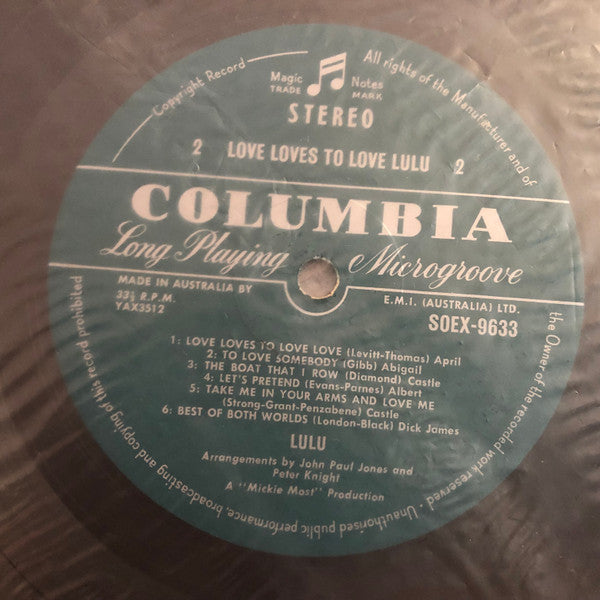 Copyright Record
All rights of the Manufacturer and of
the Owner of the recorded work reserved
Unauthorised public performance, broadcasting and copying of this record prohibited
Magic Notes
TRADE MARK
STEREO
2 LOVE LOVES TO LOVE LULU 2
COLUMBIA
Long Playing Microgroove
MADE IN AUSTRALIA BY E.M.I. (AUSTRALIA) LTD.
33⅓ R.P.M. SOEX-9633
YAX3512
1: LOVE LOVES TO LOVE LOVE (Levitt-Thomas) April
2: TO LOVE SOMEBODY (Gibb) Abigail
3: THE BOAT THAT I ROW (Diamond) Castle
4: LET'S PRETEND (Evans-Parnes) Albert
5: TAKE ME IN YOUR ARMS AND LOVE ME
(Strong-Grant-Penzabene) Castle
6: BEST OF BOTH WORLDS (London-Black) Dick James
LULU
Arrangements by John Paul Jones and
Peter Knight
A "Mickie Most" Production